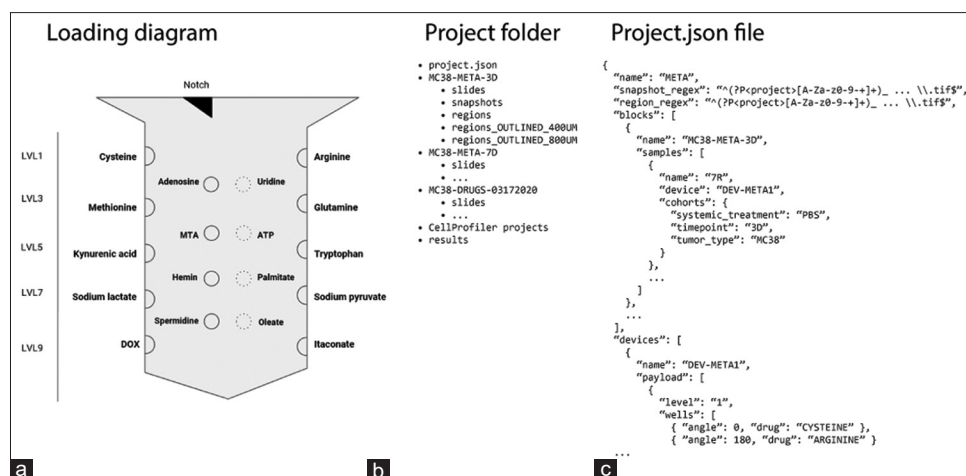 Loading diagram
Notch
LVL1
Cysteine
Arginine
Adenosine
Uridine
LVL3
Methionine
Glutamine
MTA
ATP
LVL5
Kynurenic acid
Tryptophan
Hemin
Palmitate
LVL7
Sodium lactate
Sodium pyruvate
Spermidine
Oleate
LVL9
DOX
Itaconate
a
Project folder
• project.json
• MC38-META-3D
• slides
• snapshots
• regions
• regions_OUTLINED_400UM
• regions_OUTLINED_800UM
• MC38-META-7D
• slides
• ...
• MC38-DRUGS-03172020
• slides
• ...
• CellProfiler projects
• results
b
Project.json file
{
“name”: “META”,
“snapshot_regex”: “^(?P<project>[A-Za-z0-9-+]+)_ ... \\.tif$”,
“region_regex”: “^(?P<project>[A-Za-z0-9-+]+)_ ... \\.tif$”,
“blocks”: [
{
“name”: “MC38-META-3D”,
“samples”: [
{
“name”: “7R”,
“device”: “DEV-META1”,
“cohorts”: {
“systemic_treatment”: “PBS”,
“timepoint”: “3D”,
“tumor_type”: “MC38”
}
},
...
]
},
...
],
“devices”: [
{
“name”: “DEV-META1”,
“payload”: [
{
“level”: “1”,
“wells”: [
{ “angle”: 0, “drug”: “CYSTEINE” },
{ “angle”: 180, “drug”: “ARGININE” }
...
c